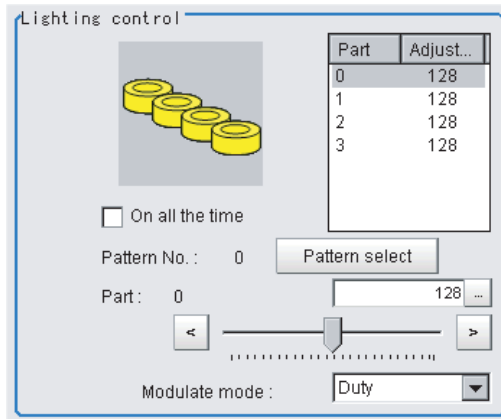 Lighting control
Part Adjust...
0 128
1 128
2 128
3 128
On all the time
Pattern No. : 0 Pattern select
Part : 0 128 ...
< >
Modulate mode : Duty